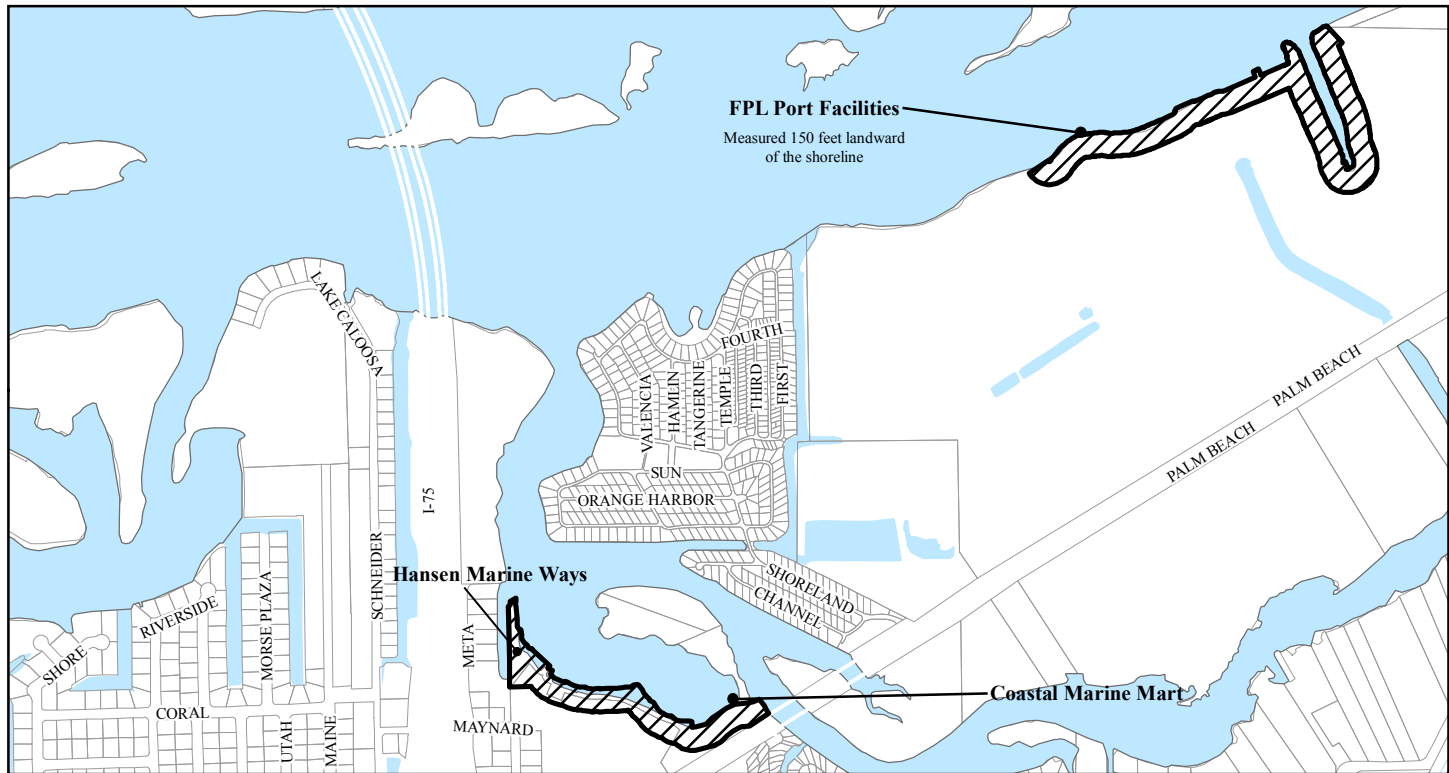 FPL Port Facilities
Measured 150 feet landward
of the shoreline
LAKE CALOOSA
FOURTH
VALENCIA
HAMLIN
TANGERINE
TEMPLE
THIRD
FIRST
PALM BEACH
PALM BEACH
SUN
ORANGE HARBOR
I-75
SCHNEIDER
Hansen Marine Ways
SHORELAND
CHANNEL
RIVERSIDE
MORSE PLAZA
META
SHORE
Coastal Marine Mart
CORAL
UTAH
MAINE
MAYNARD